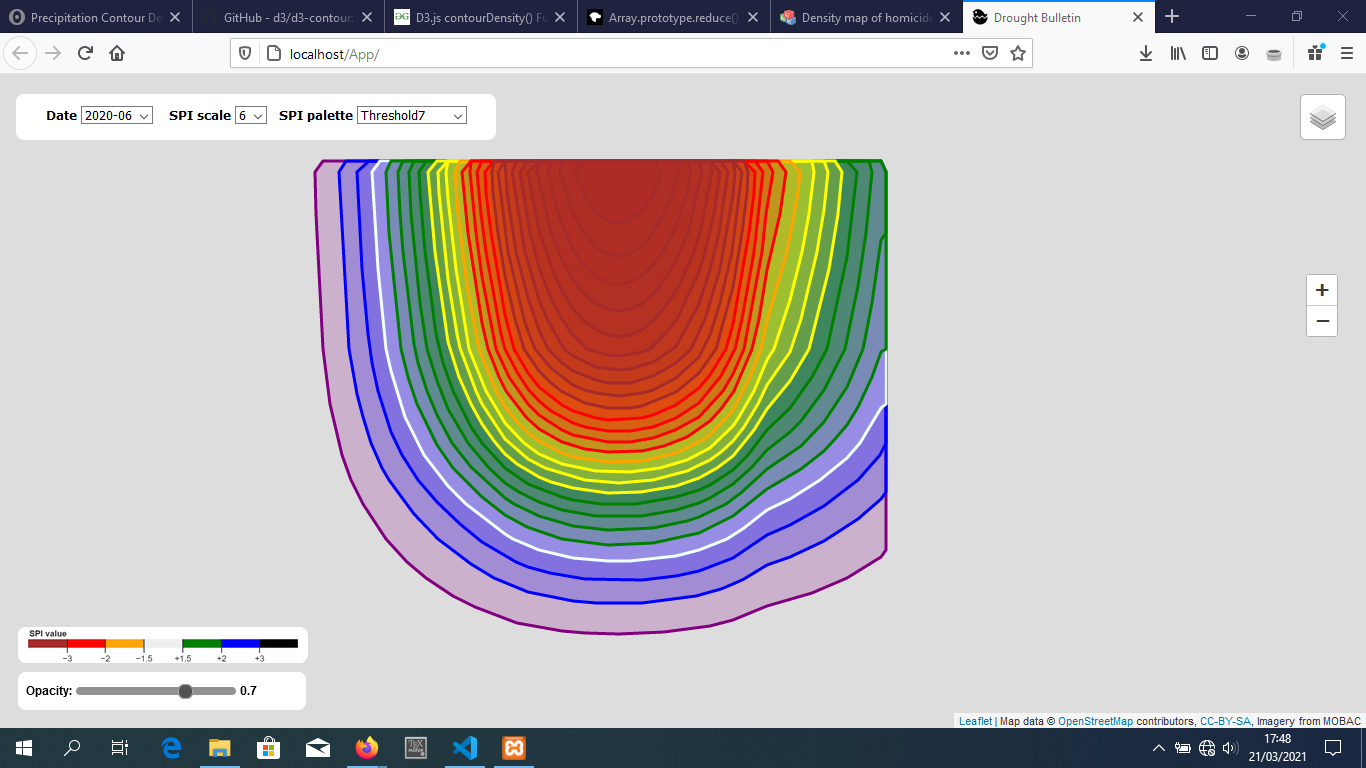 Precipitation Contour De
GitHub - d3/d3-contour:
D3.js contourDensity() Fu
Array.prototype.reduce()
Density map of homicide
Drought Bulletin
localhost/App/
Date 2020-06 SPI scale 6 SPI palette Threshold7
+
−
SPI value
−3 −2 −1.5 +1.5 +2 +3
Opacity: 0.7
Leaflet | Map data © OpenStreetMap contributors, CC-BY-SA, Imagery from MOBAC
17:48
21/03/2021